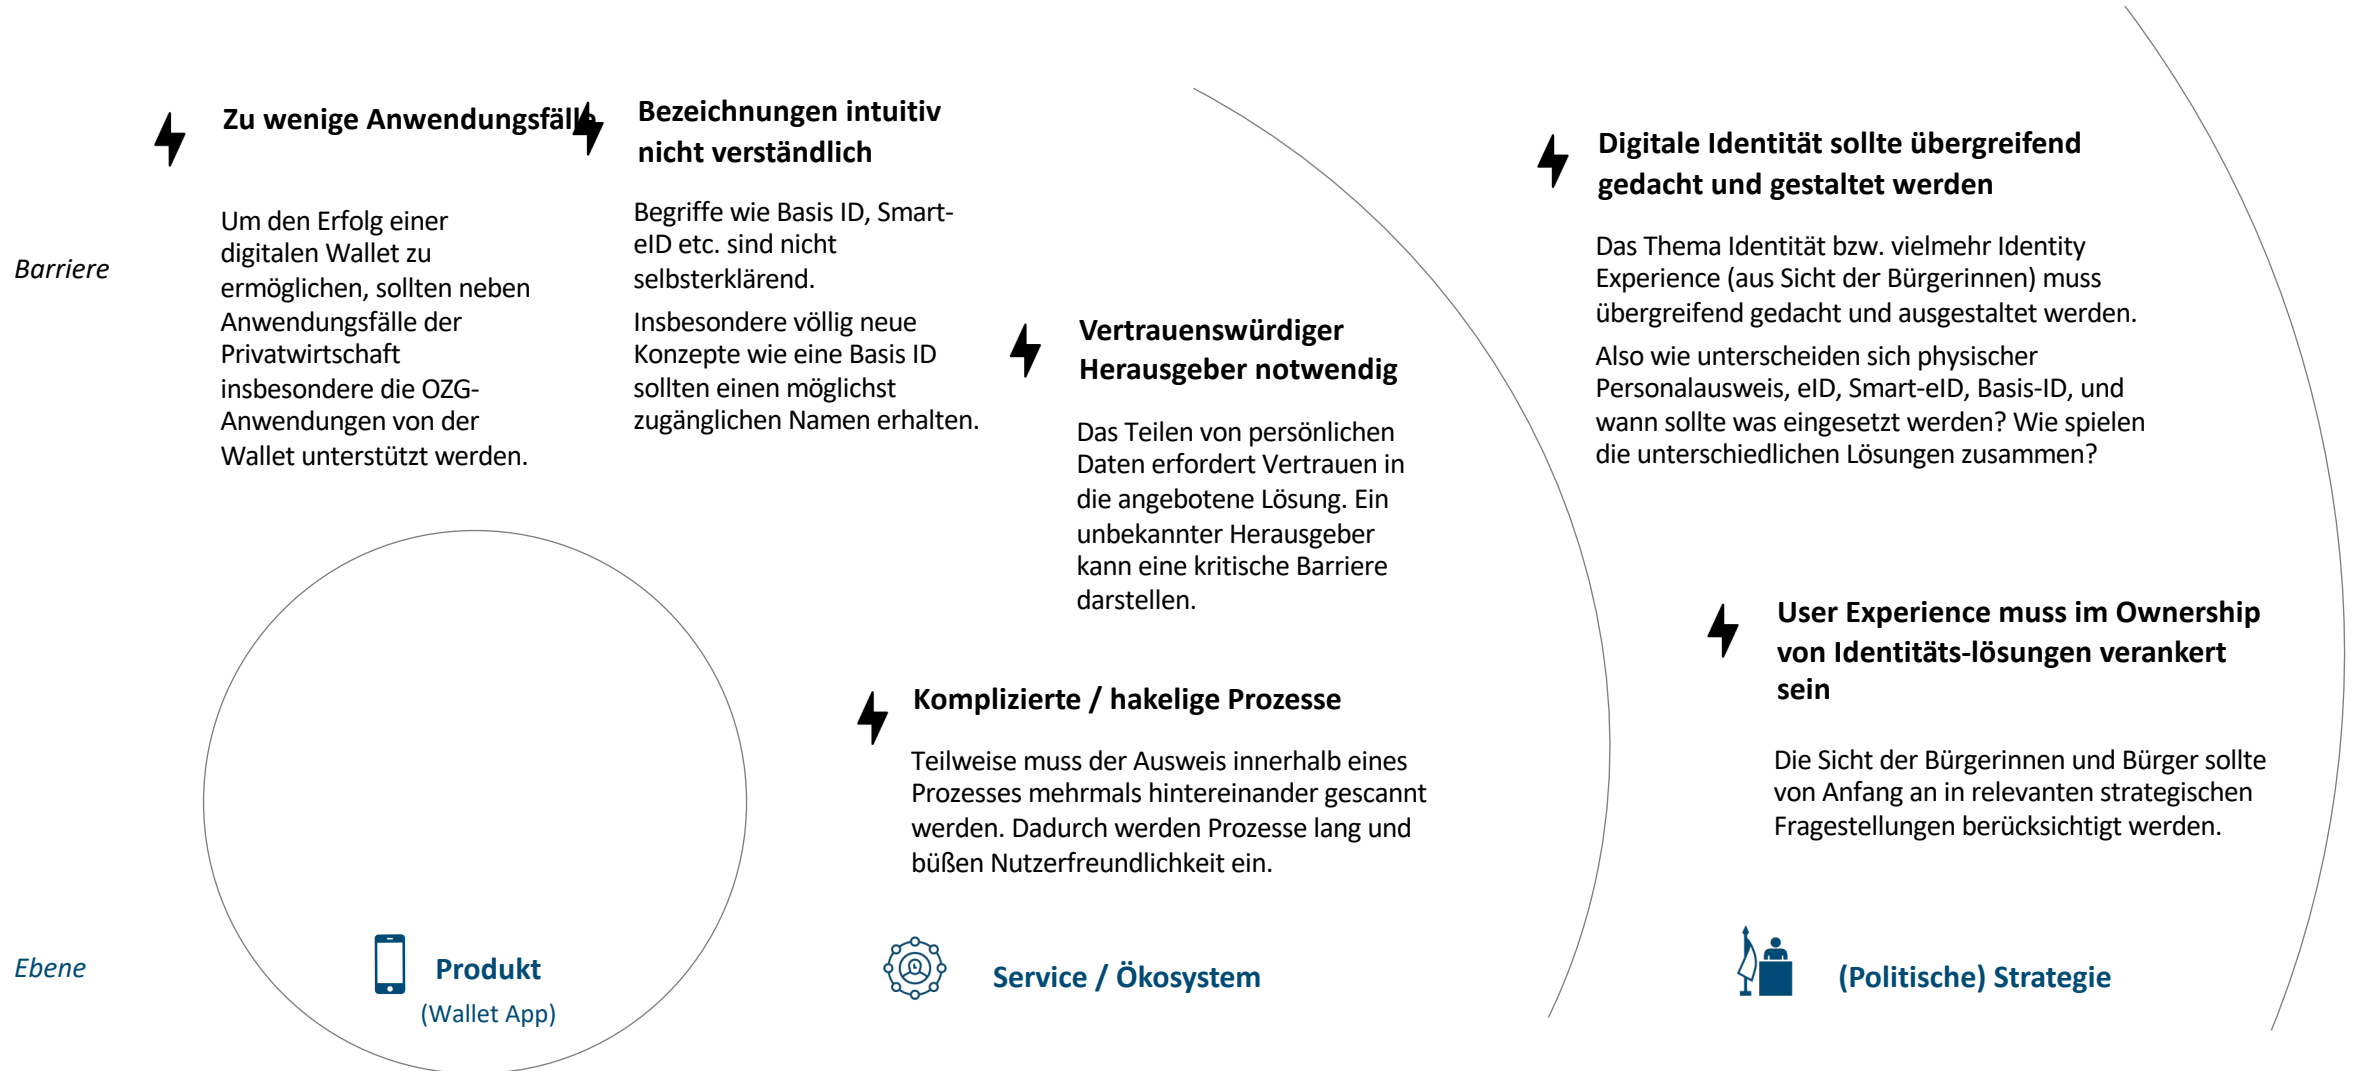 Zu wenige Anwendungsfälle
Um den Erfolg einer
digitalen Wallet zu
ermöglichen, sollten neben
Anwendungsfälle der
Privatwirtschaft
insbesondere die OZG-
Anwendungen von der
Wallet unterstützt werden.
Bezeichnungen intuitiv
nicht verständlich
Begriffe wie Basis ID, Smart-
eID etc. sind nicht
selbsterklärend.
Insbesondere völlig neue
Konzepte wie eine Basis ID
sollten einen möglichst
zugänglichen Namen erhalten.
Vertrauenswürdiger
Herausgeber notwendig
Das Teilen von persönlichen
Daten erfordert Vertrauen in
die angebotene Lösung. Ein
unbekannter Herausgeber
kann eine kritische Barriere
darstellen.
Komplizierte / hakelige Prozesse
Teilweise muss der Ausweis innerhalb eines
Prozesses mehrmals hintereinander gescannt
werden. Dadurch werden Prozesse lang und
büßen Nutzerfreundlichkeit ein.
Digitale Identität sollte übergreifend
gedacht und gestaltet werden
Das Thema Identität bzw. vielmehr Identity
Experience (aus Sicht der Bürgerinnen) muss
übergreifend gedacht und ausgestaltet werden.
Also wie unterscheiden sich physischer
Personalausweis, eID, Smart-eID, Basis-ID, und
wann sollte was eingesetzt werden? Wie spielen
die unterschiedlichen Lösungen zusammen?
User Experience muss im Ownership
von Identitäts-lösungen verankert
sein
Die Sicht der Bürgerinnen und Bürger sollte
von Anfang an in relevanten strategischen
Fragestellungen berücksichtigt werden.
Barriere
Ebene
Produkt
(Wallet App)
Service / Ökosystem
(Politische) Strategie